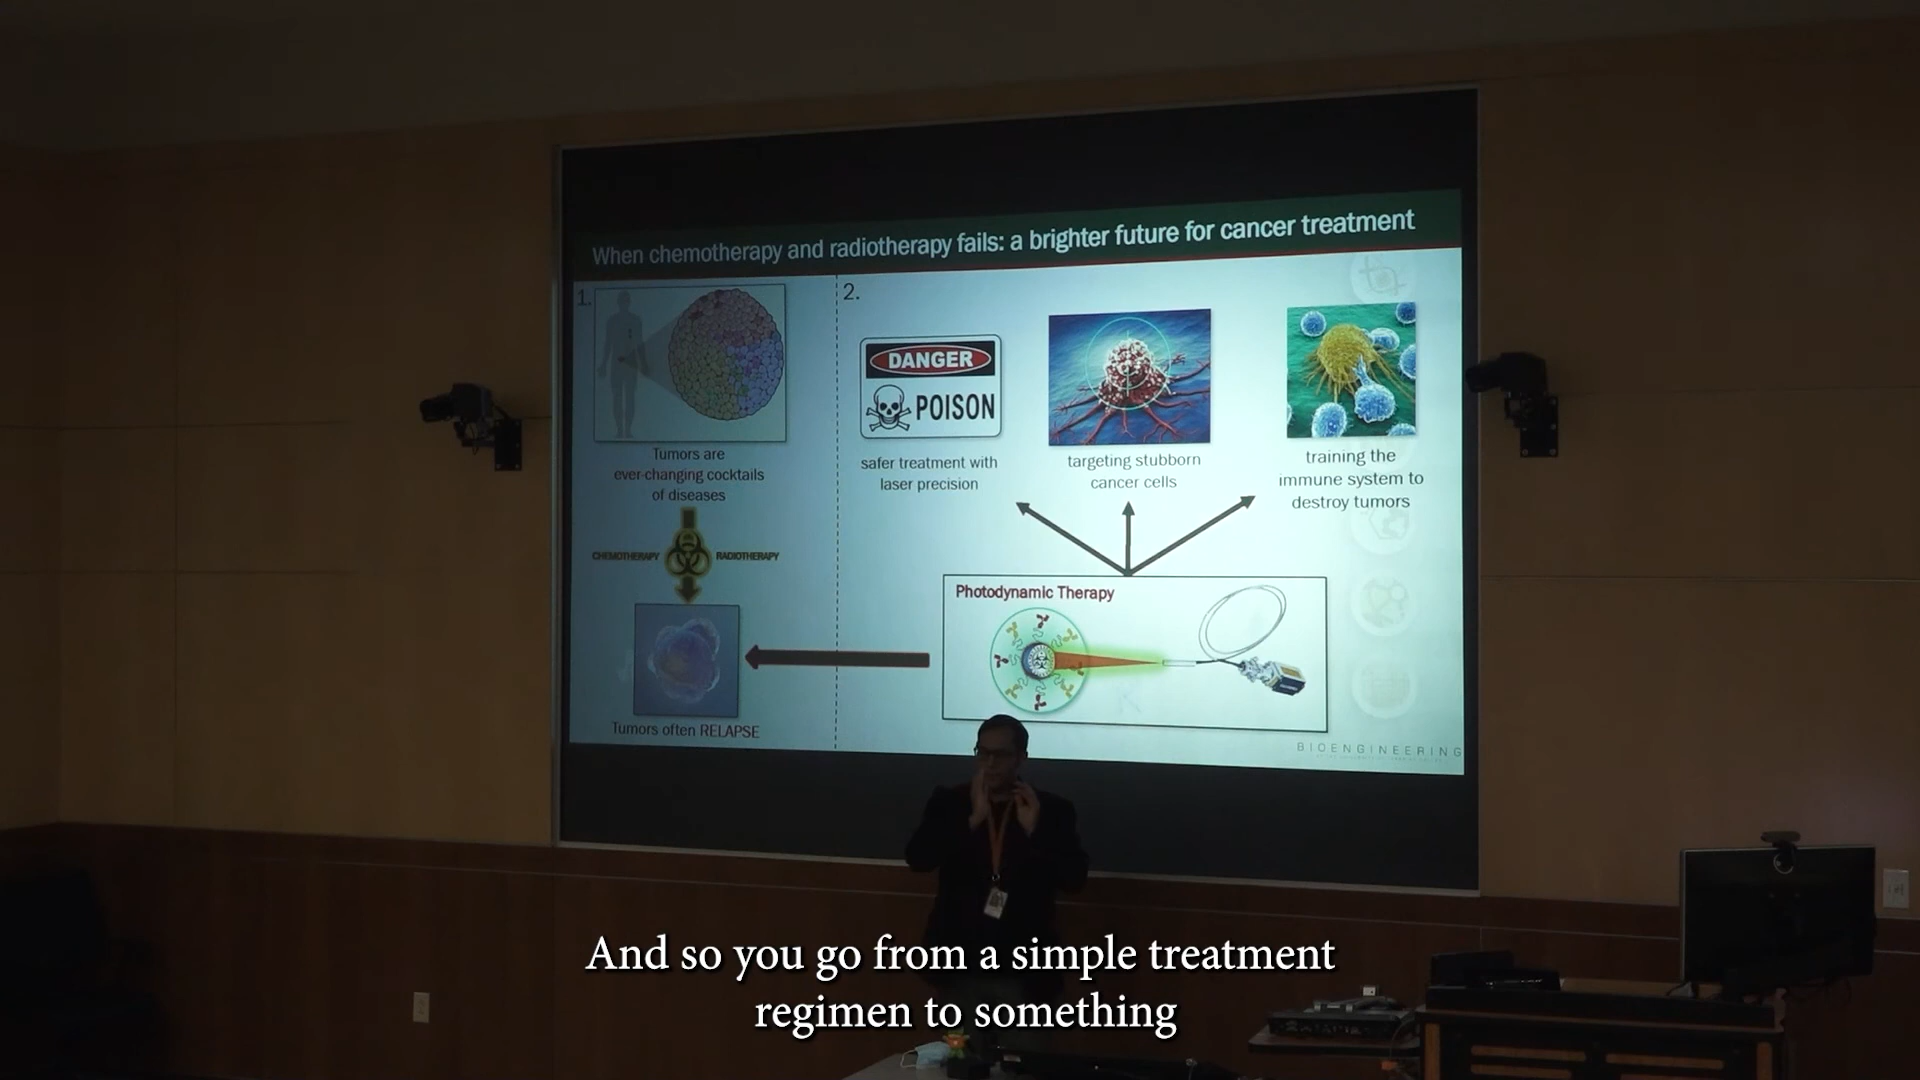 When chemotherapy and radiotherapy fails: a brighter future for cancer treatment
1.
Tumors are
ever-changing cocktails
of diseases
CHEMOTHERAPY RADIOTHERAPY
Tumors often RELAPSE
2.
DANGER
POISON
safer treatment with
laser precision
targeting stubborn
cancer cells
training the
immune system to
destroy tumors
Photodynamic Therapy
BIOENGINEERING
And so you go from a simple treatment
regimen to something